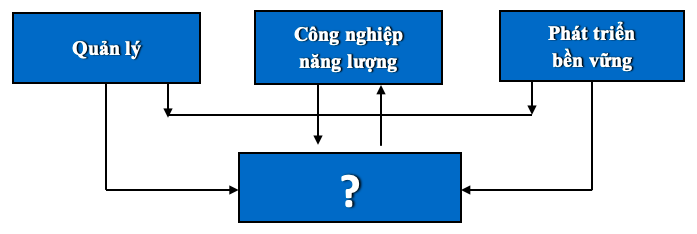 Quản lý
Công nghiệp
năng lượng
Phát triển
bền vững
?